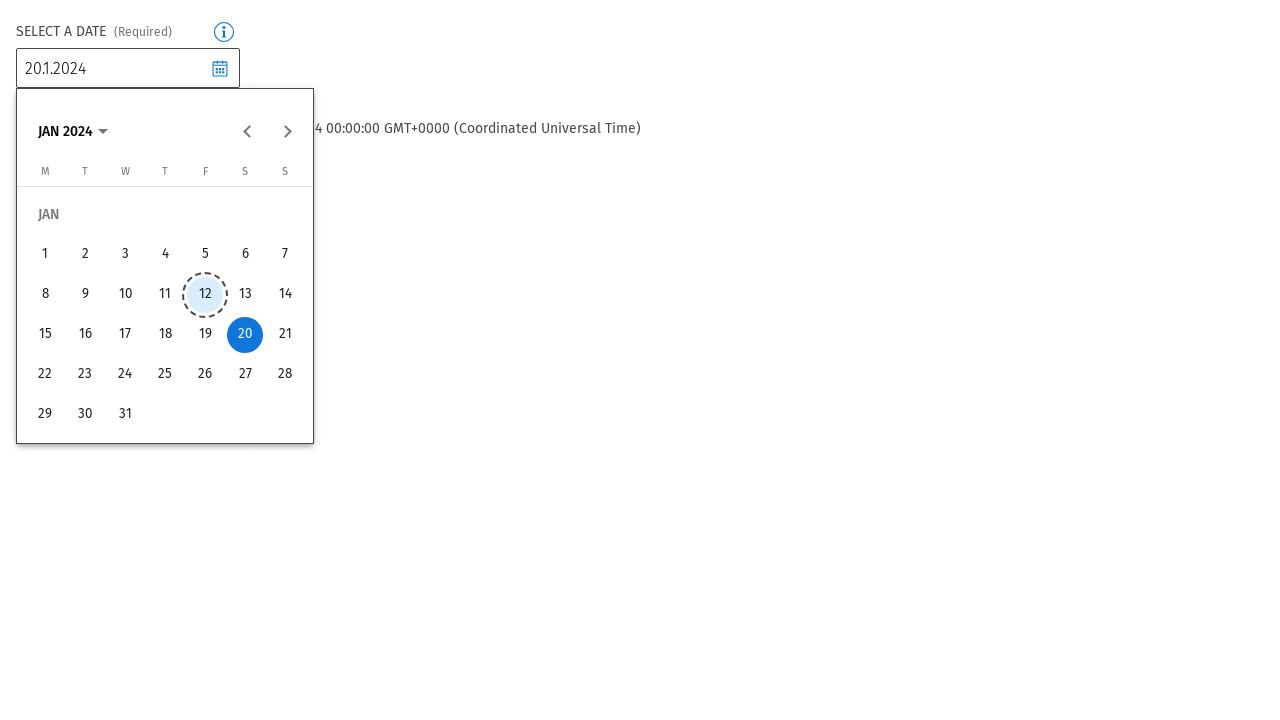 SELECT A DATE (Required)
20.1.2024
JAN 2024
4 00:00:00 GMT+0000 (Coordinated Universal Time)
M T W T F S S
JAN
1 2 3 4 5 6 7
8 9 10 11 12 13 14
15 16 17 18 19 20 21
22 23 24 25 26 27 28
29 30 31